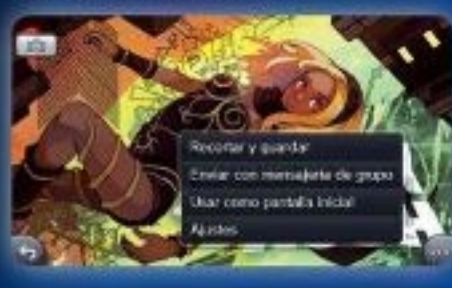 Recortar y guardar
Enviar con mensajería de grupo
Usar como pantalla inicial
Ajustes